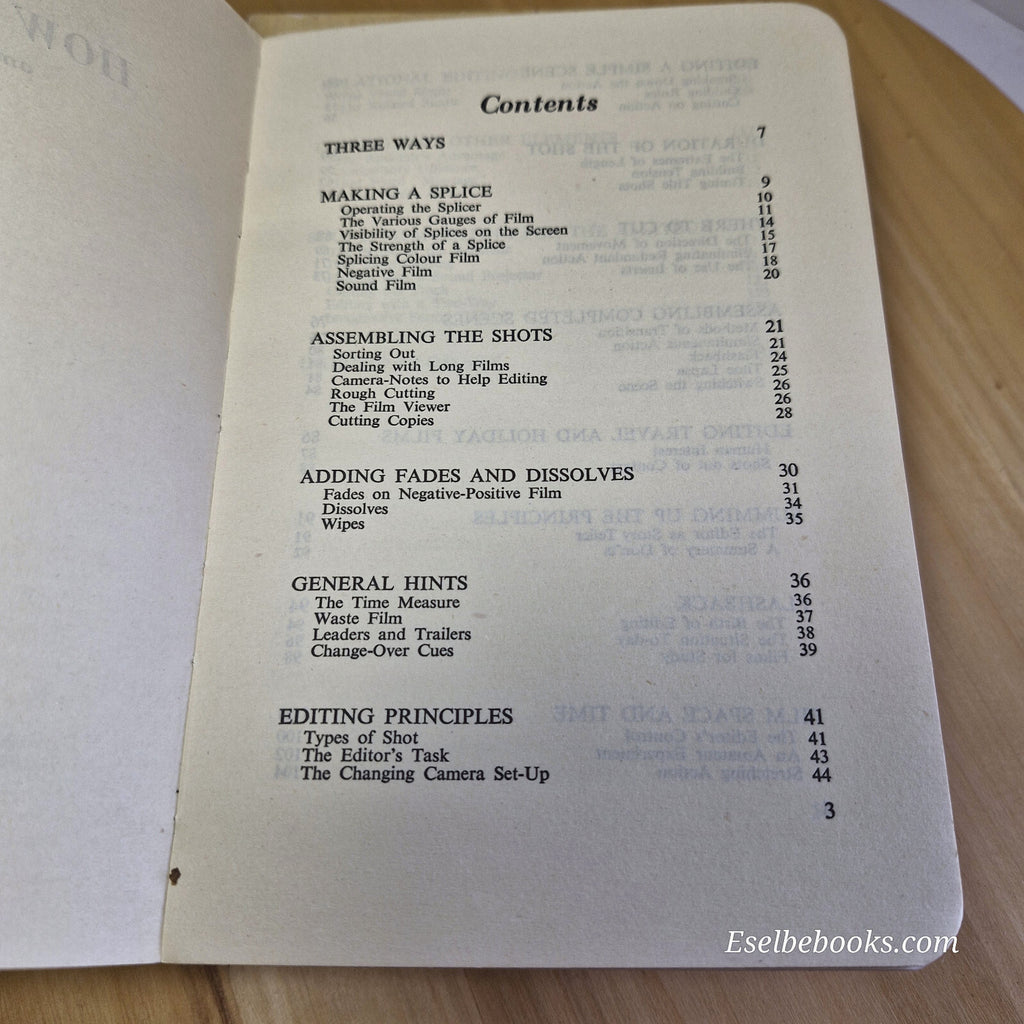 Contents
THREE WAYS 7
MAKING A SPLICE 9
Operating the Splicer 10
The Various Gauges of Film 11
Visibility of Splices on the Screen 14
The Strength of a Splice 15
Splicing Colour Film 17
Negative Film 18
Sound Film 20
ASSEMBLING THE SHOTS 21
Sorting Out 21
Dealing with Long Films 24
Camera-Notes to Help Editing 25
Rough Cutting 26
The Film Viewer 26
Cutting Copies 28
ADDING FADES AND DISSOLVES 30
Fades on Negative-Positive Film 31
Dissolves 34
Wipes 35
GENERAL HINTS 36
The Time Measure 36
Waste Film 37
Leaders and Trailers 38
Change-Over Cues 39
EDITING PRINCIPLES 41
Types of Shot 41
The Editor's Task 43
The Changing Camera Set-Up 44
3
Eselbebooks.com